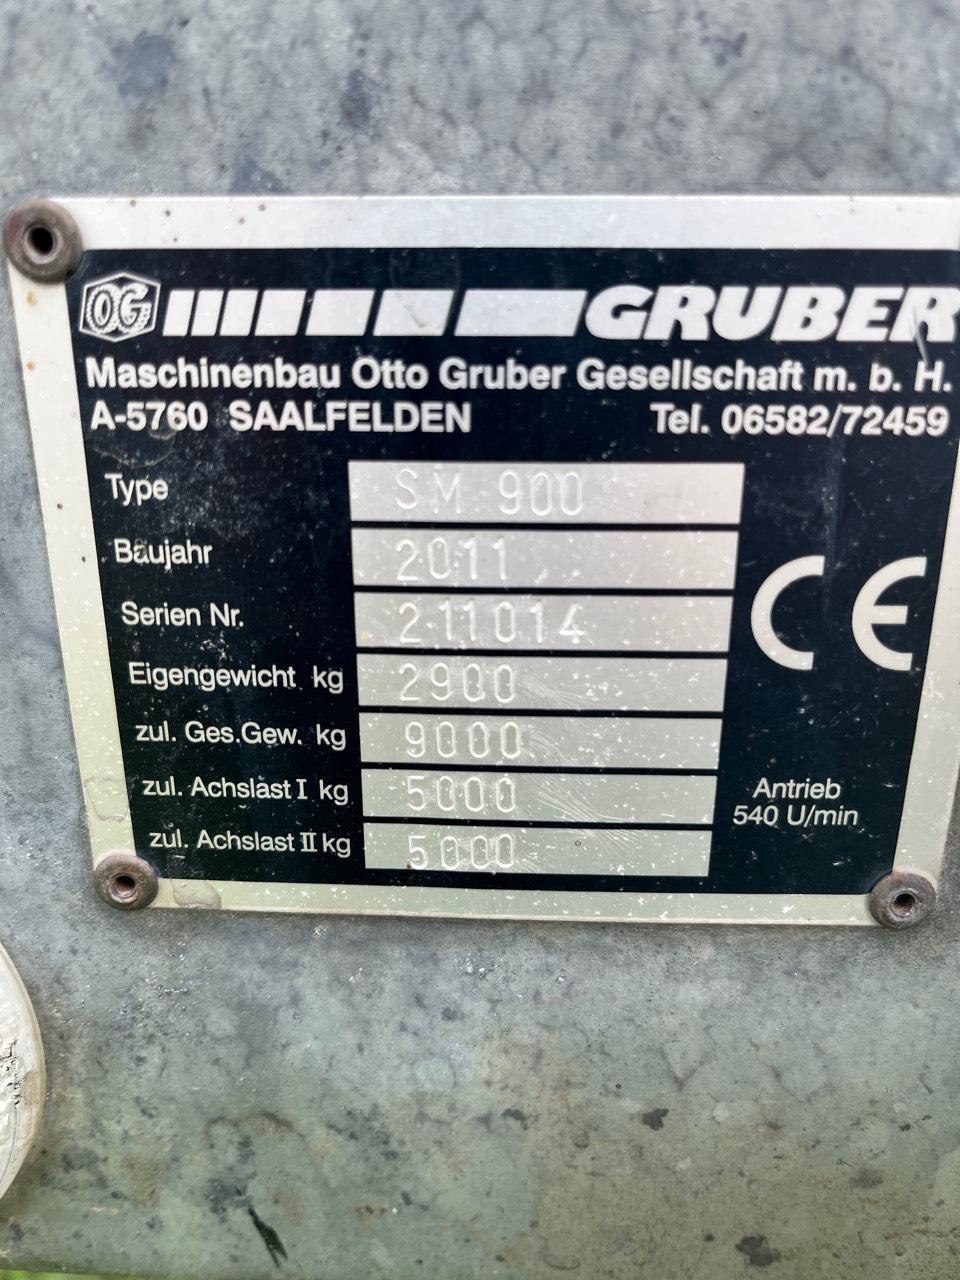 OG GRUBER
Maschinenbau Otto Gruber Gesellschaft m. b. H.
A-5760 SAALFELDEN Tel. 06582/72459
Type SM 900
Baujahr 2011
Serien Nr. 211014
Eigengewicht kg 2900
zul. Ges.Gew. kg 9000
zul. Achslast I kg 5000
zul. Achslast II kg 5000
CE
Antrieb
540 U/min